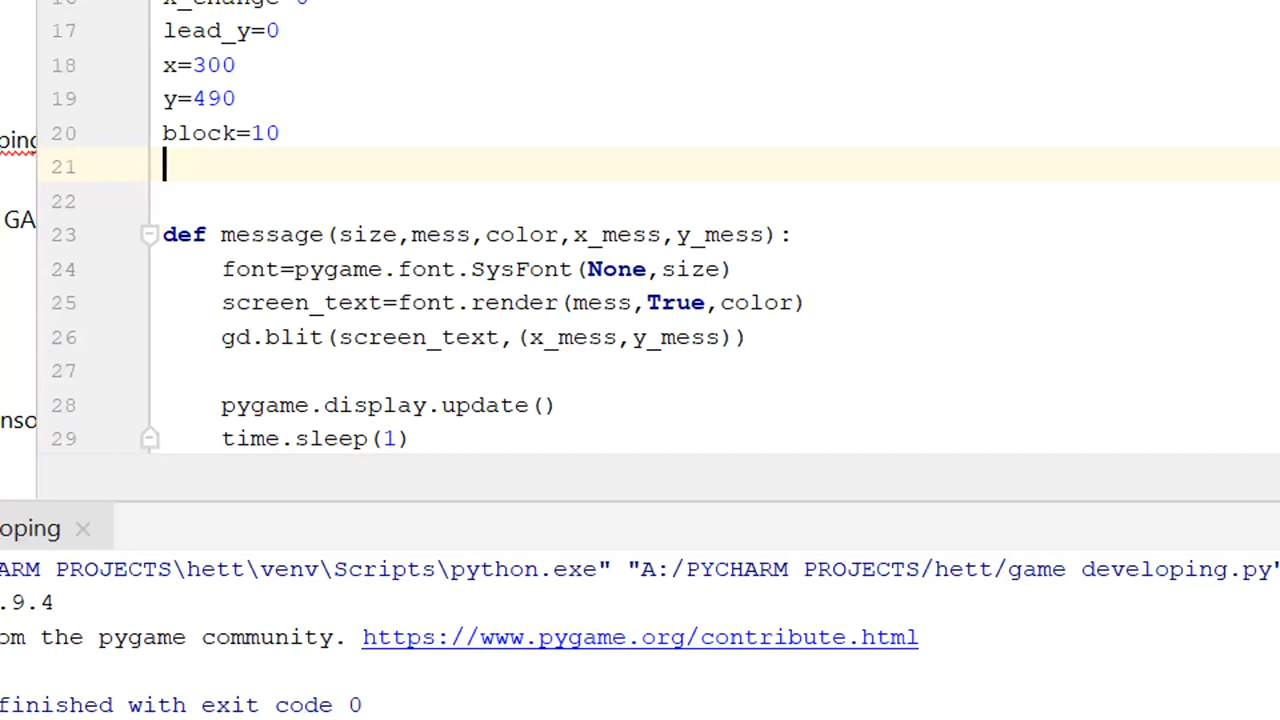 17 lead_y=0
18 x=300
19 y=490
20 block=10
21
22
GA
23 def message(size,mess,color,x_mess,y_mess):
24 font=pygame.font.SysFont(None,size)
25 screen_text=font.render(mess,True,color)
26 gd.blit(screen_text,(x_mess,y_mess))
27
28 pygame.display.update()
29 time.sleep(1)
oping
ARM PROJECTS\hett\venv\Scripts\python.exe" "A:/PYCHARM PROJECTS/hett/game developing.py"
.9.4
om the pygame community. https://www.pygame.org/contribute.html
finished with exit code 0